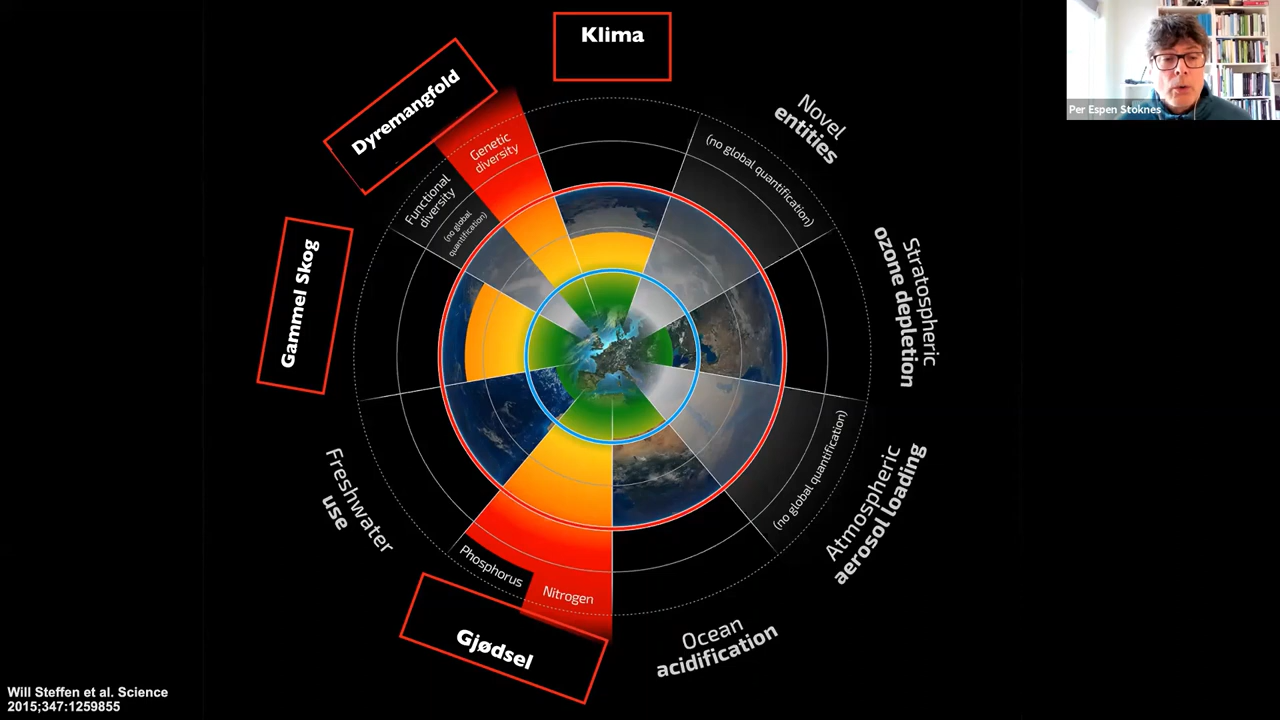 Klima
Dyremangfold
Genetic
diversity
Functional
diversity
(no global
quantification)
Novel
entities
(no global quantification)
Stratospheric
ozone depletion
Gammel Skog
Freshwater
use
Phosphorus
Nitrogen
Gjødsel
Ocean
acidification
(no global quantification)
Atmospheric
aerosol loading
Per Espen Stoknes
Will Steffen et al. Science
2015;347:1259855